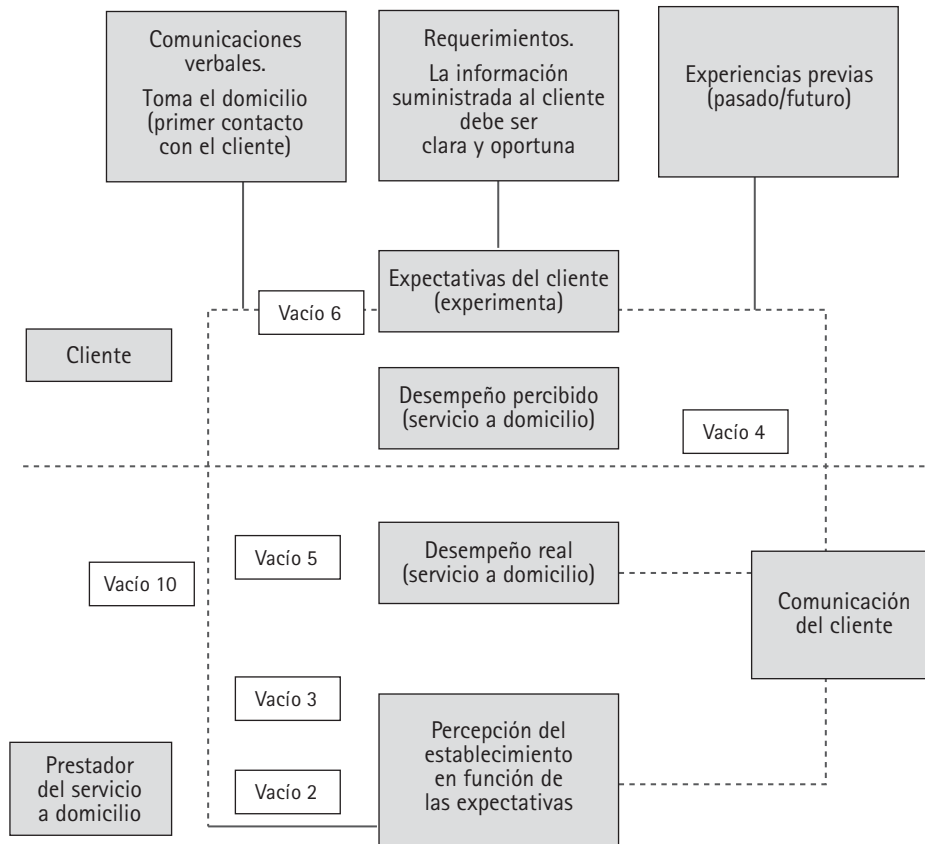 Comunicaciones
verbales.
Toma el domicilio
(primer contacto
con el cliente)
Requerimientos.
La información
suministrada al cliente
debe ser
clara y oportuna
Experiencias previas
(pasado/futuro)
Expectativas del cliente
(experimenta)
Vacío 6
Cliente
Desempeño percibido
(servicio a domicilio)
Vacío 4
Vacío 5
Desempeño real
(servicio a domicilio)
Vacío 10
Comunicación
del cliente
Vacío 3
Percepción del
establecimiento
en función de
las expectativas
Prestador
del servicio
a domicilio
Vacío 2